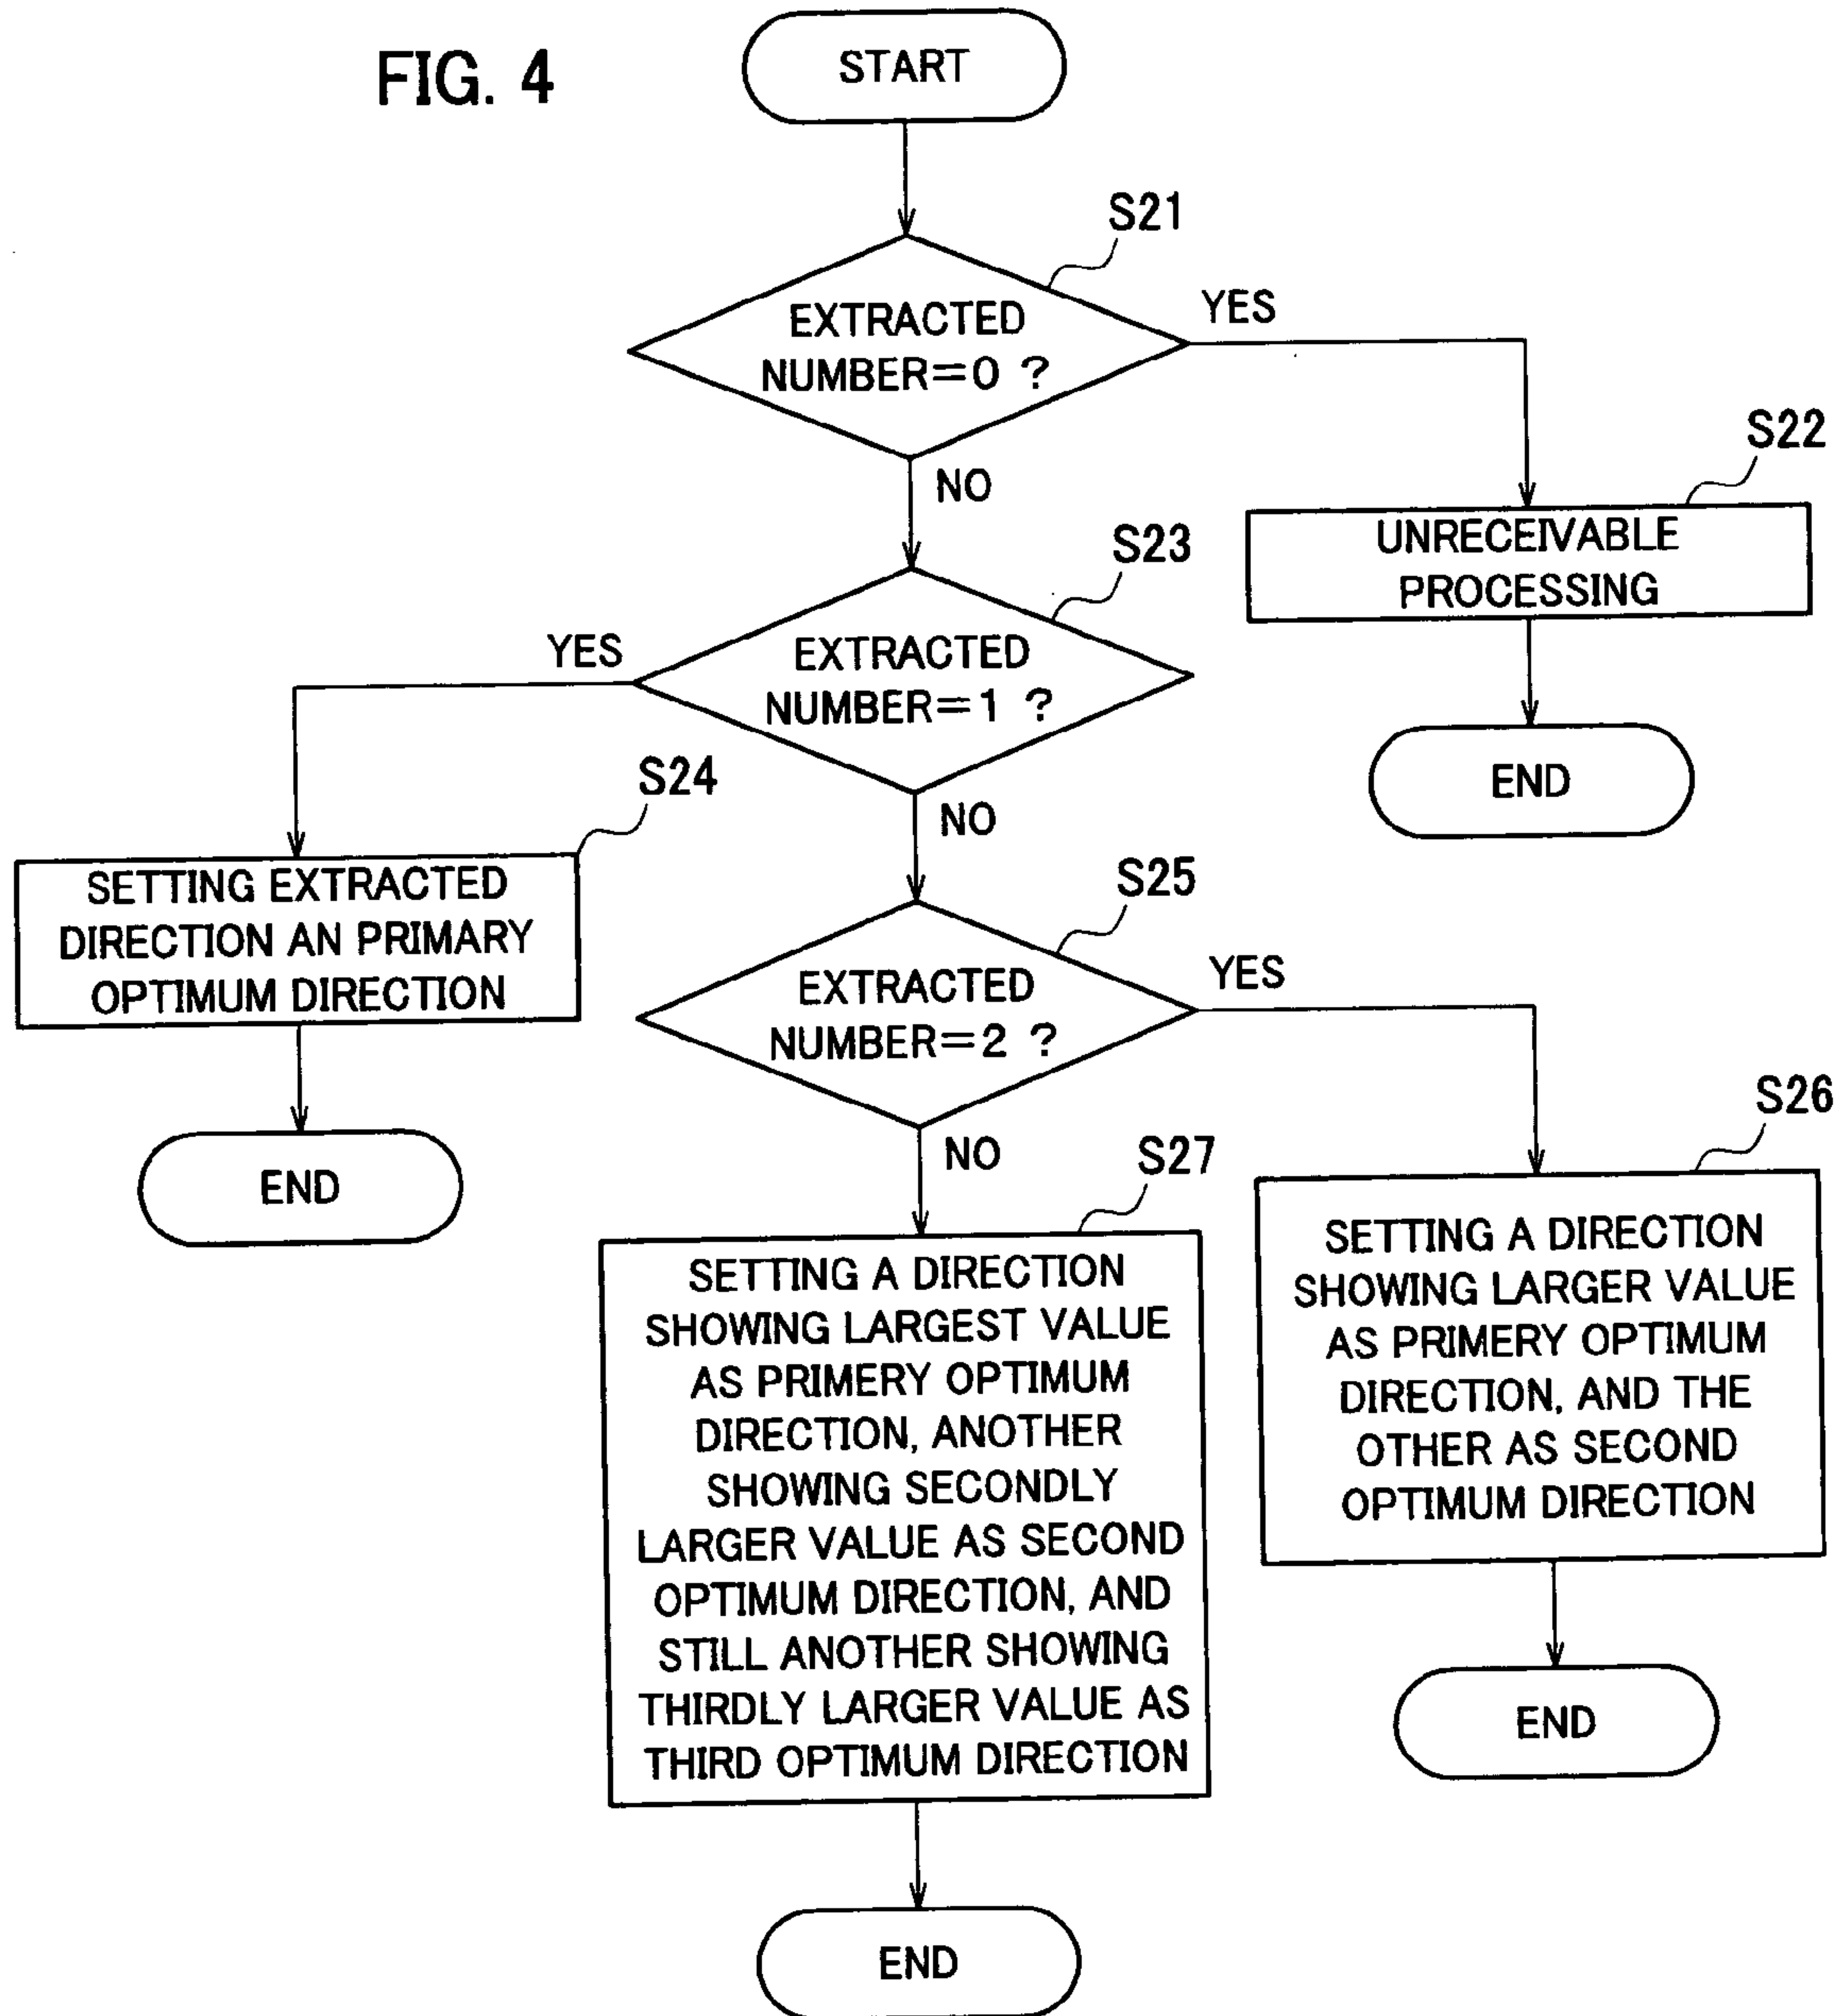 FIG. 4
START
S21
EXTRACTED
NUMBER=0 ?
YES
NO
S22
UNRECEIVABLE
PROCESSING
END
S23
EXTRACTED
NUMBER=1 ?
YES
NO
S24
SETTING EXTRACTED
DIRECTION AN PRIMARY
OPTIMUM DIRECTION
END
S25
EXTRACTED
NUMBER=2 ?
YES
NO
S26
SETTING A DIRECTION
SHOWING LARGER VALUE
AS PRIMERY OPTIMUM
DIRECTION, AND THE
OTHER AS SECOND
OPTIMUM DIRECTION
END
S27
SETTING A DIRECTION
SHOWING LARGEST VALUE
AS PRIMERY OPTIMUM
DIRECTION, ANOTHER
SHOWING SECONDLY
LARGER VALUE AS SECOND
OPTIMUM DIRECTION, AND
STILL ANOTHER SHOWING
THIRDLY LARGER VALUE AS
THIRD OPTIMUM DIRECTION
END